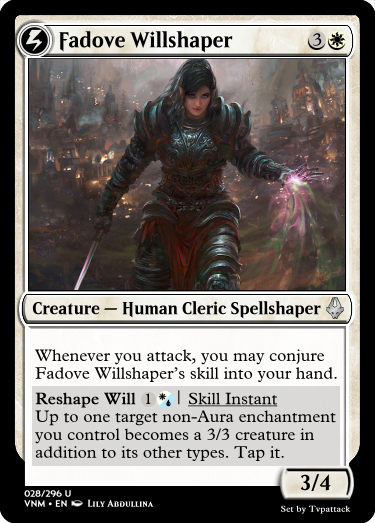 Fadove Willshaper 3
Creature — Human Cleric Spellshaper
Whenever you attack, you may conjure
Fadove Willshaper's skill into your hand.
Reshape Will 1 | Skill Instant
Up to one target non-Aura enchantment
you control becomes a 3/3 creature in
addition to its other types. Tap it.
3/4
028/296 U
VNM • EN Lily Abdullina
Set by Tvpattack